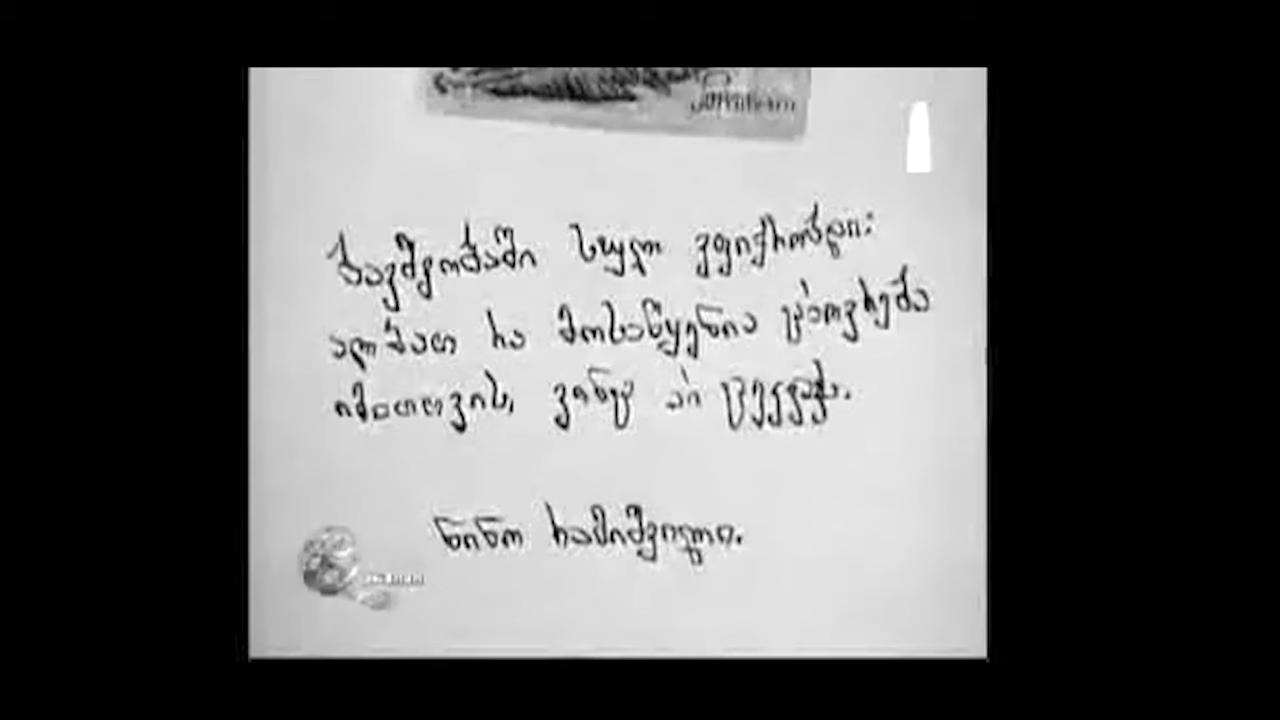 ბავშვობაში სულ ვფიქრობდი:
ალბათ რა მოსაწყენია ცხოვრება
იმათთვის, ვინც არ ცეკვავს.
ნინო რამიშვილი.